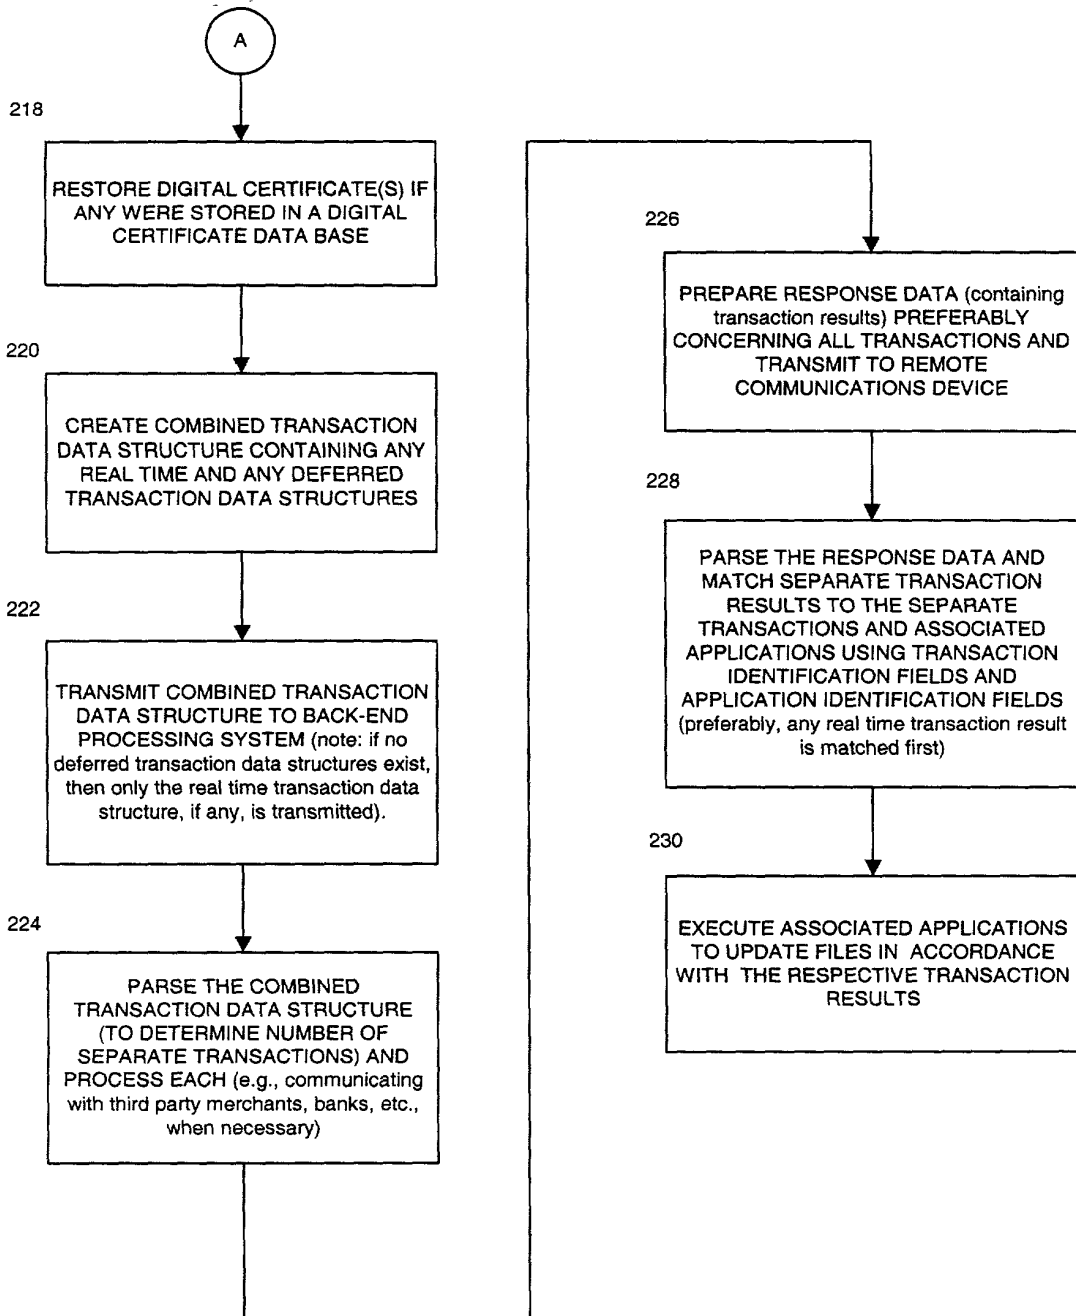 A
218
RESTORE DIGITAL CERTIFICATE(S) IF
ANY WERE STORED IN A DIGITAL
CERTIFICATE DATA BASE
220
CREATE COMBINED TRANSACTION
DATA STRUCTURE CONTAINING ANY
REAL TIME AND ANY DEFERRED
TRANSACTION DATA STRUCTURES
222
TRANSMIT COMBINED TRANSACTION
DATA STRUCTURE TO BACK-END
PROCESSING SYSTEM (note: if no
deferred transaction data structures exist,
then only the real time transaction data
structure, if any, is transmitted).
224
PARSE THE COMBINED
TRANSACTION DATA STRUCTURE
(TO DETERMINE NUMBER OF
SEPARATE TRANSACTIONS) AND
PROCESS EACH (e.g., communicating
with third party merchants, banks, etc.,
when necessary)
226
PREPARE RESPONSE DATA (containing
transaction results) PREFERABLY
CONCERNING ALL TRANSACTIONS AND
TRANSMIT TO REMOTE
COMMUNICATIONS DEVICE
228
PARSE THE RESPONSE DATA AND
MATCH SEPARATE TRANSACTION
RESULTS TO THE SEPARATE
TRANSACTIONS AND ASSOCIATED
APPLICATIONS USING TRANSACTION
IDENTIFICATION FIELDS AND
APPLICATION IDENTIFICATION FIELDS
(preferably, any real time transaction result
is matched first)
230
EXECUTE ASSOCIATED APPLICATIONS
TO UPDATE FILES IN ACCORDANCE
WITH THE RESPECTIVE TRANSACTION
RESULTS